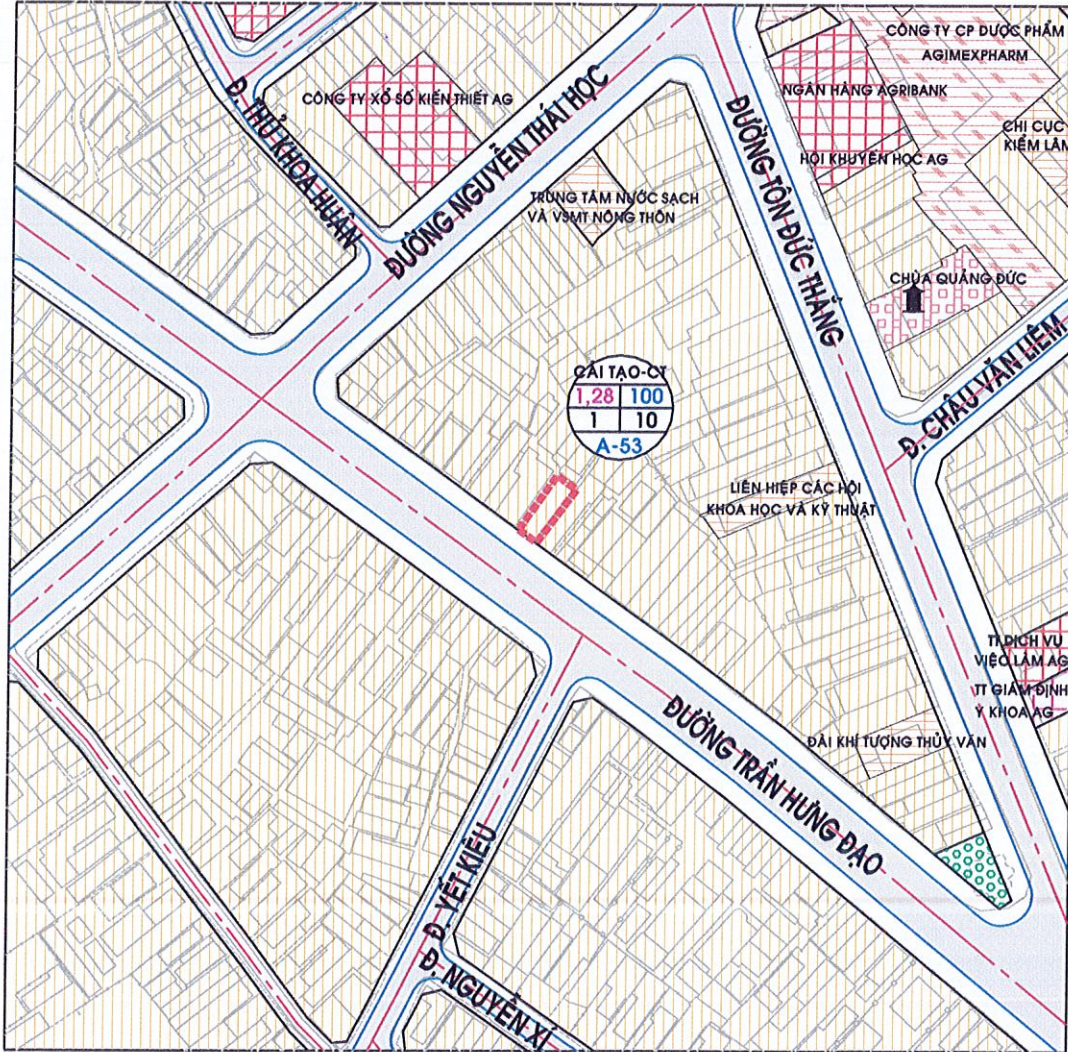 CÔNG TY CP DƯỢC PHẨM
AGIMEXPHARM
NGÂN HÀNG AGRIBANK
CÔNG TY XỔ SỐ KIẾN THIẾT AG
CHI CỤC
KIỂM LÂM
HỘI KHUYẾN HỌC AG
Đ. THỦ KHOA HUÂN
ĐƯỜNG NGUYỄN THÁI HỌC
ĐƯỜNG TÔN ĐỨC THẮNG
TRUNG TÂM NƯỚC SẠCH
VÀ VSMT NÔNG THÔN
CHÙA QUẢNG ĐỨC
Đ. CHÂU VĂN LIÊM
CẢI TẠO-CT
1,28 100
1 10
A-53
LIÊN HIỆP CÁC HỘI
KHOA HỌC VÀ KỸ THUẬT
TT DỊCH VỤ
VIỆC LÀM AG
TT GIÁM ĐỊNH
Y KHOA AG
ĐÀI KHÍ TƯỢNG THỦY VĂN
ĐƯỜNG TRẦN HƯNG ĐẠO
Đ. YẾT KIÊU
Đ. NGUYỄN XÍ